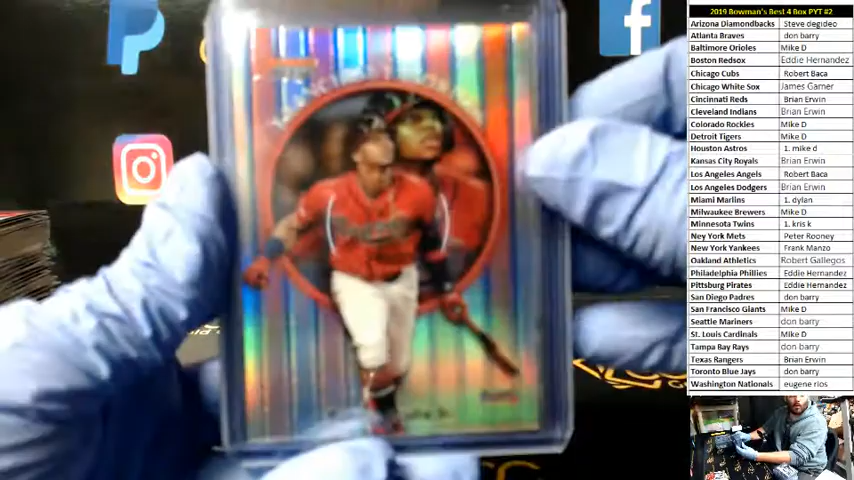 2019 Bowman's Best 4 Box PYT #2
Arizona Diamondbacks Steve degideo
Atlanta Braves don barry
Baltimore Orioles Mike D
Boston Redsox Eddie Hernandez
Chicago Cubs Robert Baca
Chicago White Sox James Garner
Cincinnati Reds Brian Erwin
Cleveland Indians Brian Erwin
Colorado Rockies Mike D
Detroit Tigers Mike D
Houston Astros 1. mike d
Kansas City Royals Brian Erwin
Los Angeles Angels Robert Baca
Los Angeles Dodgers Brian Erwin
Miami Marlins 1. dylan
Milwaukee Brewers Mike D
Minnesota Twins 1. kris k
Ney York Mets Peter Rooney
New York Yankees Frank Manzo
Oakland Athletics Robert Gallegos
Philadelphia Phillies Eddie Hernandez
Pittsburg Pirates Eddie Hernandez
San Diego Padres don barry
San Francisco Giants Mike D
Seattle Mariners don barry
St. Louis Cardinals Mike D
Tampa Bay Rays don barry
Texas Rangers Brian Erwin
Toronto Blue Jays don barry
Washington Nationals eugene rios